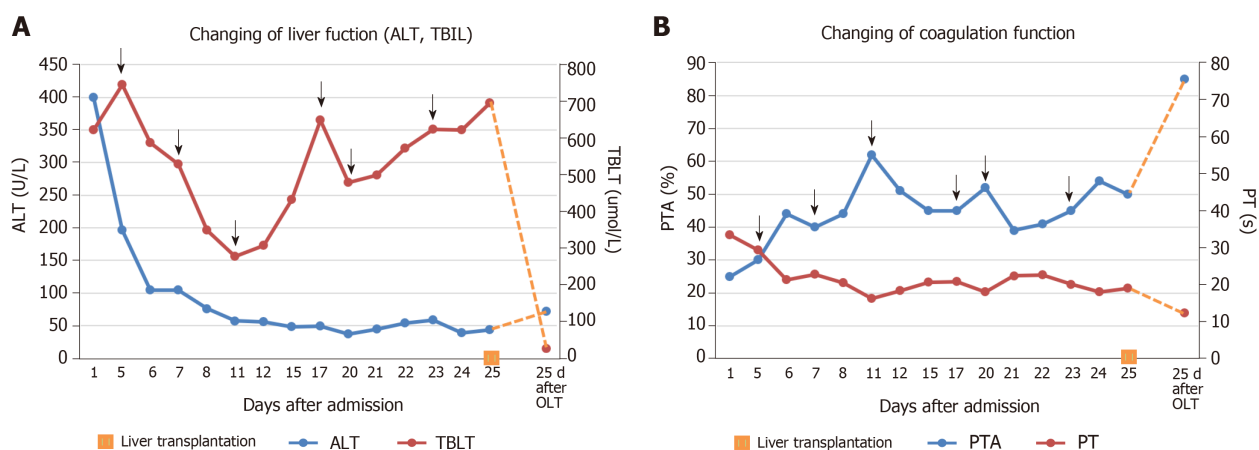 A
Changing of liver fuction (ALT, TBIL)
450
400
350
300
250
200
150
100
50
0
ALT (U/L)
800
700
600
500
400
300
200
100
0
TBLT (umol/L)
1 5 6 7 8 11 12 15 17 20 21 22 23 24 25 25 d
after
OLT
Days after admission
Liver transplantation ALT TBLT
B
Changing of coagulation function
90
80
70
60
50
40
30
20
10
0
PTA (%)
80
70
60
50
40
30
20
10
0
PT (s)
1 5 6 7 8 11 12 15 17 20 21 22 23 24 25 25 d
after
OLT
Days after admission
Liver transplantation PTA PT